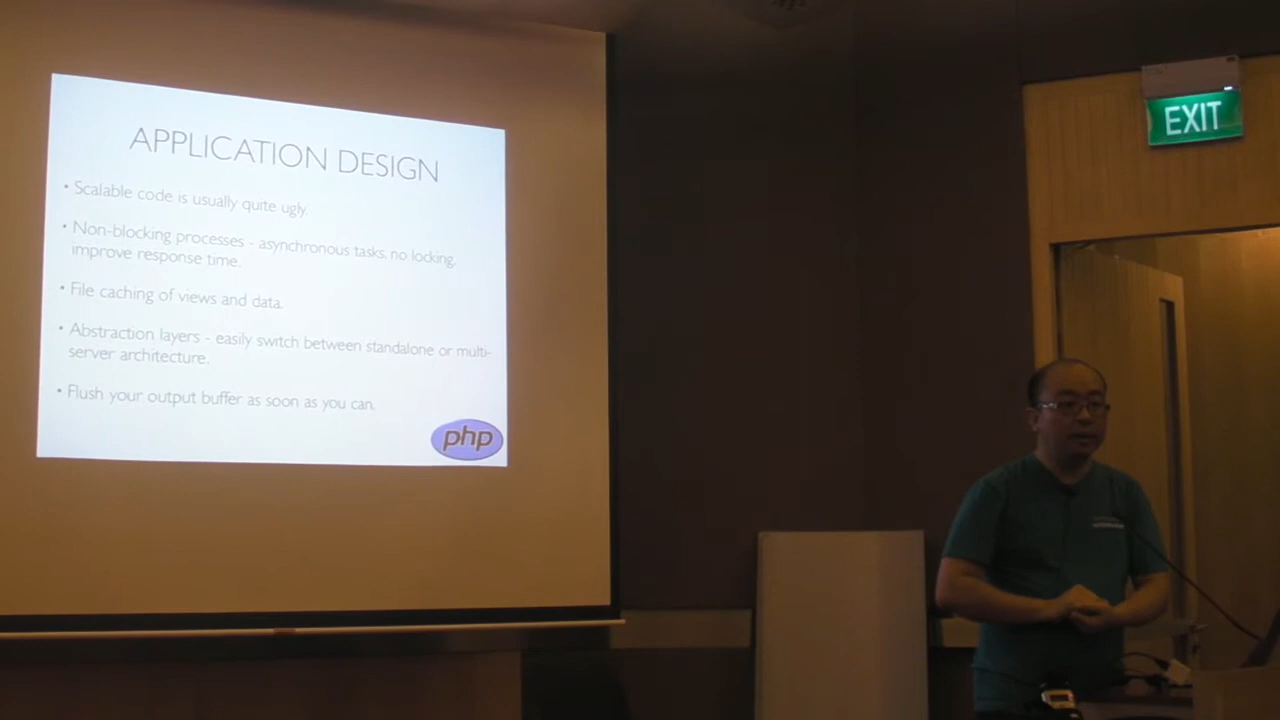 APPLICATION DESIGN
• Scalable code is usually quite ugly.
• Non-blocking processes - asynchronous tasks, no locking,
improve response time.
• File caching of views and data.
• Abstraction layers - easily switch between standalone or multi-
server architecture.
• Flush your output buffer as soon as you can.
php
EXIT